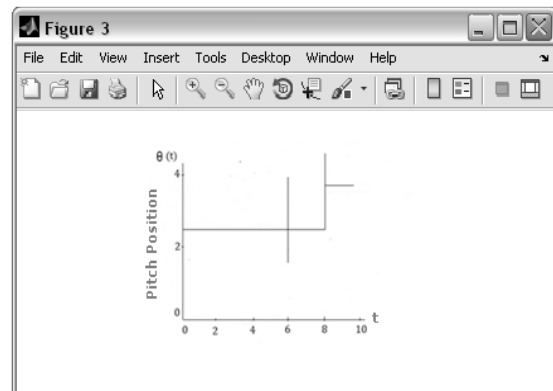 Figure 3
File Edit View Insert Tools Desktop Window Help
θ (t)
4
2
0
Pitch Position
0 2 4 6 8 10 t